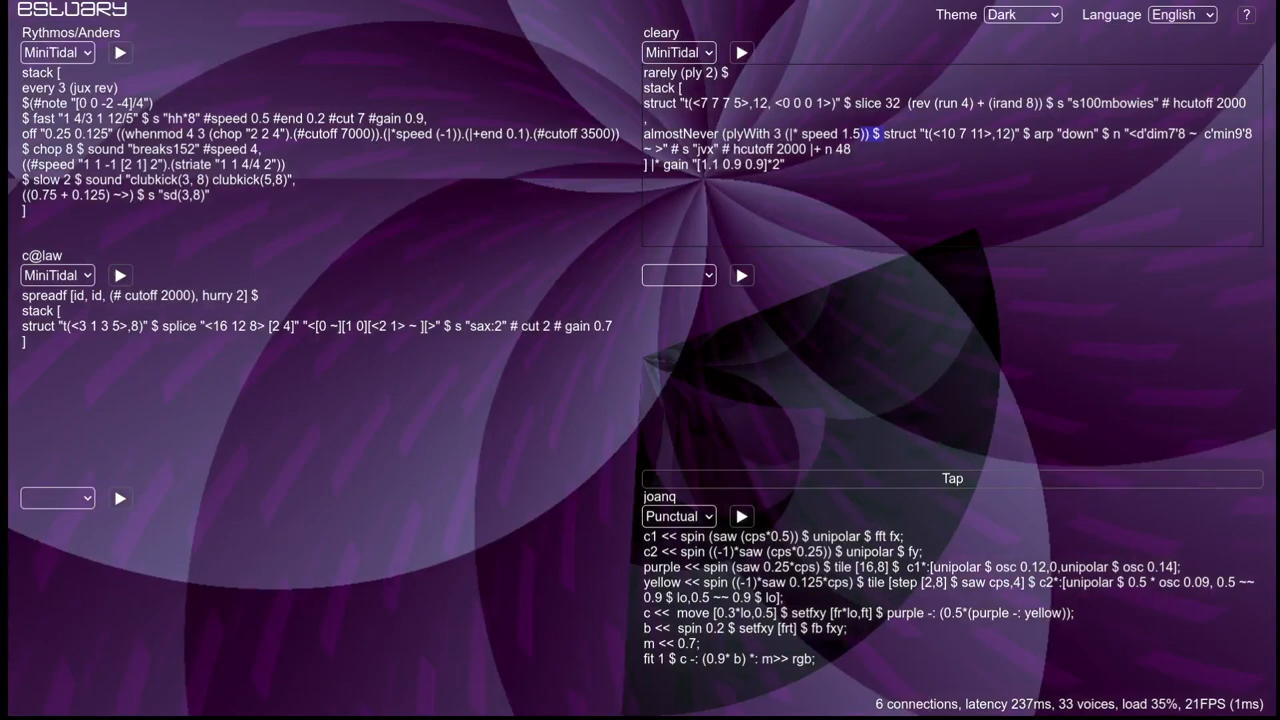 estuary
Theme Dark Language English ?
Rythmos/Anders
MiniTidal
stack [
every 3 (jux rev)
$(#note "[0 0 -2 -4]/4")
$ fast "1 4/3 1 12/5" $ s "hh*8" #speed 0.5 #end 0.2 #cut 7 #gain 0.9,
off "0.25 0.125" ((whenmod 4 3 (chop "2 2 4").(#cutoff 7000)).(|*speed (-1)).(|+end 0.1).(#cutoff 3500))
$ chop 8 $ sound "breaks152" #speed 4,
((#speed "1 1 -1 [2 1] 2").(striate "1 1 4/4 2"))
$ slow 2 $ sound "clubkick(3, 8) clubkick(5,8)",
((0.75 + 0.125) ~>) $ s "sd(3,8)"
]
cleary
MiniTidal
rarely (ply 2) $
stack [
struct "t(<7 7 7 5>,12, <0 0 0 1>)" $ slice 32  (rev (run 4) + (irand 8)) $ s "s100mbowies" # hcutoff 2000
,
almostNever (plyWith 3 (|* speed 1.5)) $ struct "t(<10 7 11>,12)" $ arp "down" $ n "<d'dim7'8 ~  c'min9'8
~ >" # s "jvx" # hcutoff 2000 |+ n 48
] |* gain "[1.1 0.9 0.9]*2"
c@law
MiniTidal
spreadf [id, id, (# cutoff 2000), hurry 2] $
stack [
struct "t(<3 1 3 5>,8)" $ splice "<16 12 8> [2 4]" "<[0 ~][1 0][<2 1> ~ ][>" $ s "sax:2" # cut 2 # gain 0.7
]
Tap
joanq
Punctual
c1 << spin (saw (cps*0.5)) $ unipolar $ fft fx;
c2 << spin ((-1)*saw (cps*0.25)) $ unipolar $ fy;
purple << spin (saw 0.25*cps) $ tile [16,8] $  c1*:[unipolar $ osc 0.12,0,unipolar $ osc 0.14];
yellow << spin ((-1)*saw 0.125*cps) $ tile [step [2,8] $ saw cps,4] $ c2*:[unipolar $ 0.5 * osc 0.09, 0.5 ~~
0.9 $ lo,0.5 ~~ 0.9 $ lo];
c <<  move [0.3*lo,0.5] $ setfxy [fr*lo,ft] $ purple -: (0.5*(purple -: yellow));
b <<  spin 0.2 $ setfxy [frt] $ fb fxy;
m << 0.7;
fit 1 $ c -: (0.9* b) *: m>> rgb;
6 connections, latency 237ms, 33 voices, load 35%, 21FPS (1ms)